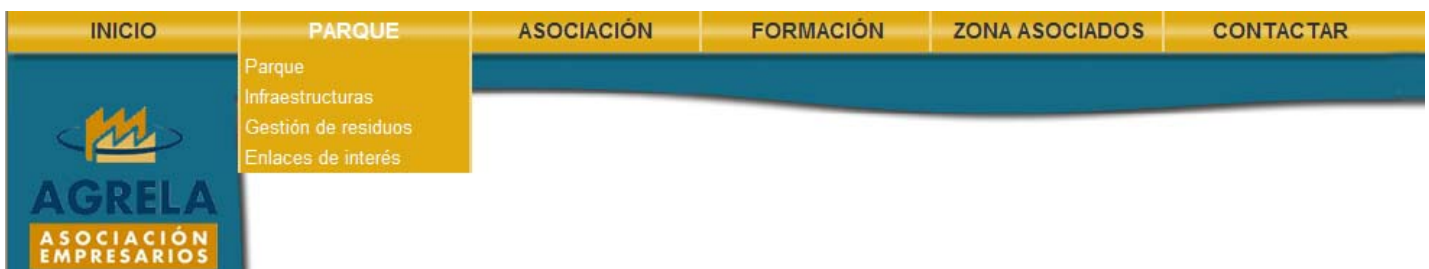 INICIO PARQUE ASOCIACIÓN FORMACIÓN ZONA ASOCIADOS CONTACTAR
Parque
Infraestructuras
Gestión de residuos
Enlaces de interés
AGRELA
ASOCIACIÓN
EMPRESARIOS